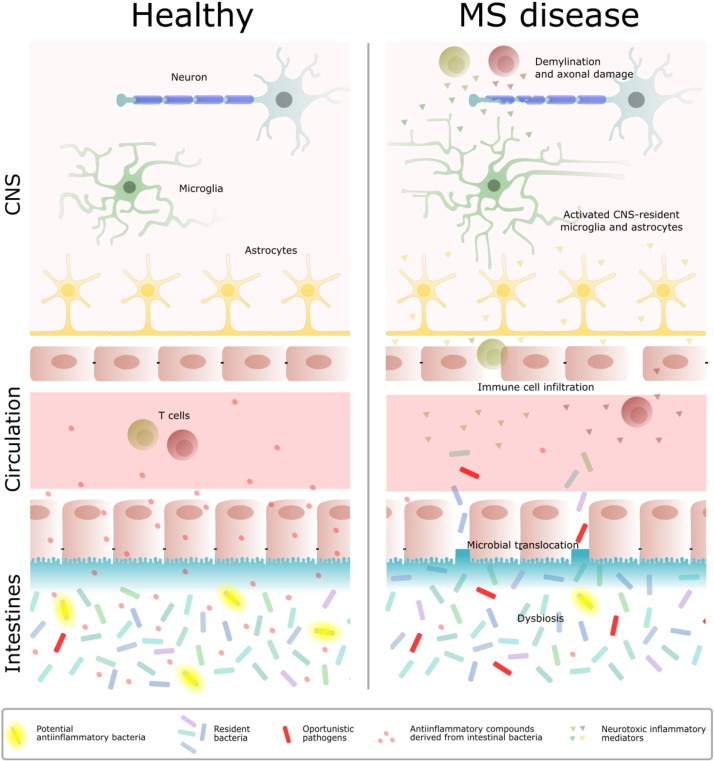 Healthy
MS disease
CNS
Neuron
Microglia
Astrocytes
Demylination
and axonal damage
Activated CNS-resident
microglia and astrocytes
Immune cell infiltration
Circulation
T cells
Microbial translocation
Intestines
Dysbiosis
Potential
antiinflammatory bacteria
Resident
bacteria
Oportunistic
pathogens
Antiinflammatory compounds
derived from intestinal bacteria
Neurotoxic inflammatory
mediators